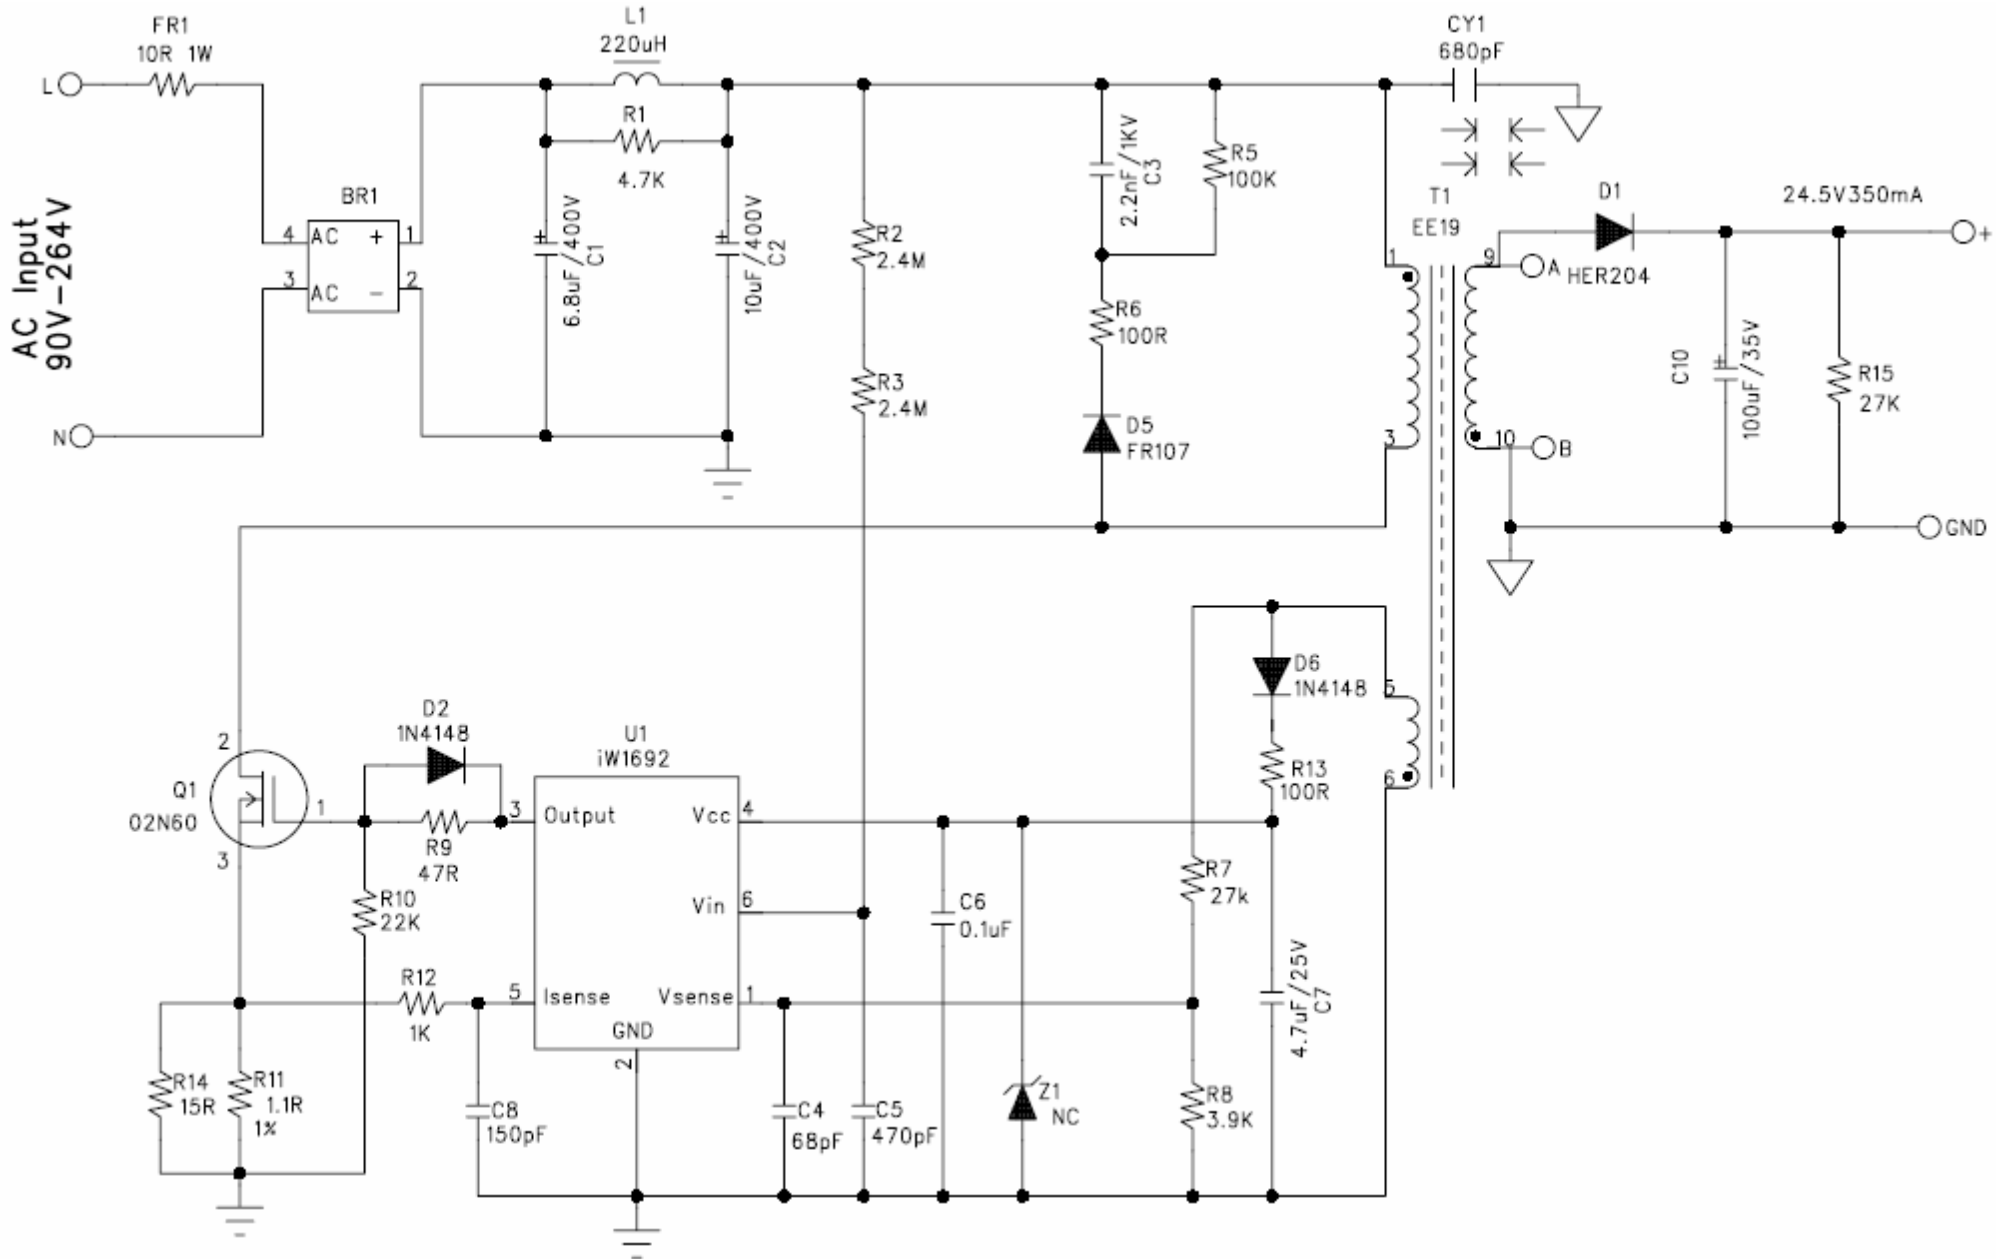 FR1
10R 1W
L
L1
220uH
R1
4.7K
CY1
680pF
AC Input
90V-264V
BR1
4
AC
+
1
3
AC
-
2
N
+
6.8uF/400V
C1
+
10uF/400V
C2
R2
2.4M
R3
2.4M
2.2nF/1KV
C3
R5
100K
R6
100R
D5
FR107
T1
EE19
1
3
9
10
A
B
D1
HER204
24.5V350mA
+
C10
+
100uF/35V
R15
27K
GND
D6
1N4148
5
6
R13
100R
D2
1N4148
U1
iW1692
2
Q1
02N60
1
3
R9
47R
3
Output
Vcc
4
Vin
6
5
Isense
Vsense
1
GND
2
R10
22K
R12
1K
R14
15R
R11
1.1R
1%
C8
150pF
C4
68pF
C5
470pF
C6
0.1uF
Z1
NC
R7
27k
R8
3.9K
4.7uF/25V
C7